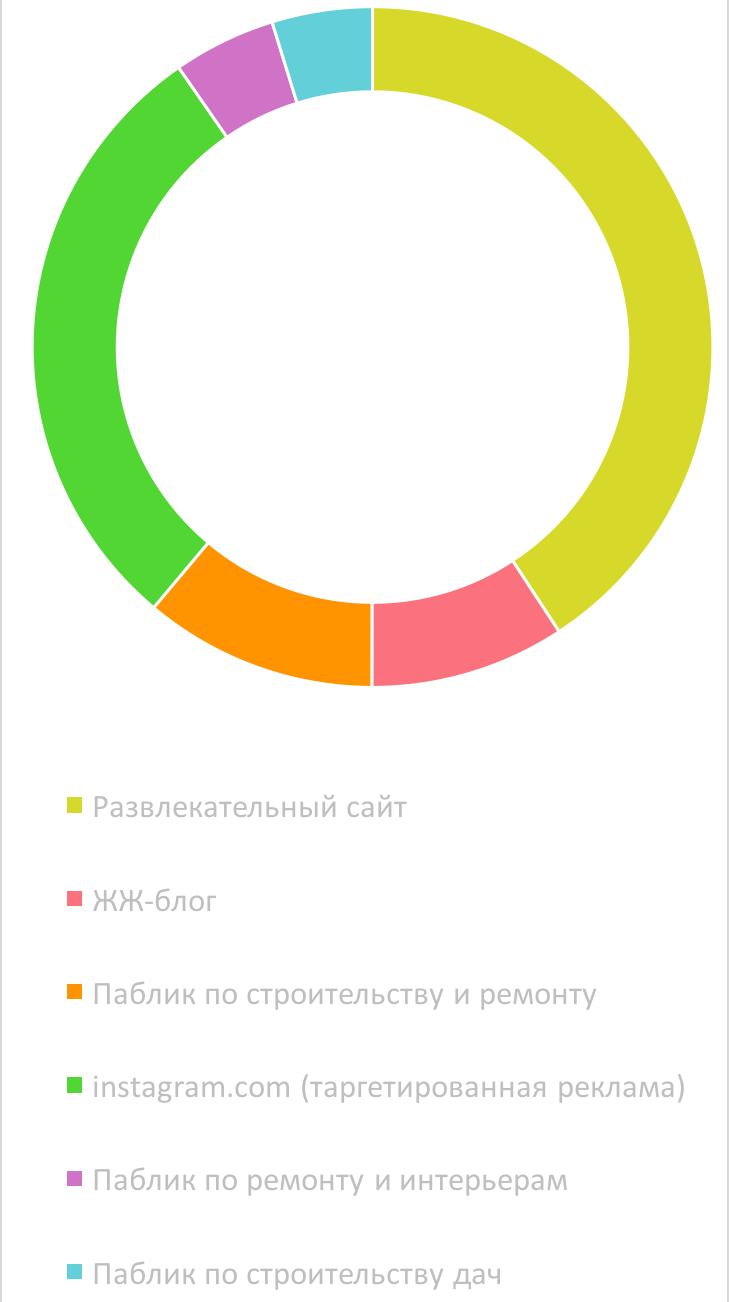 Развлекательный сайт
ЖЖ-блог
Паблик по строительству и ремонту
instagram.com (таргетированная реклама)
Паблик по ремонту и интерьерам
Паблик по строительству дач